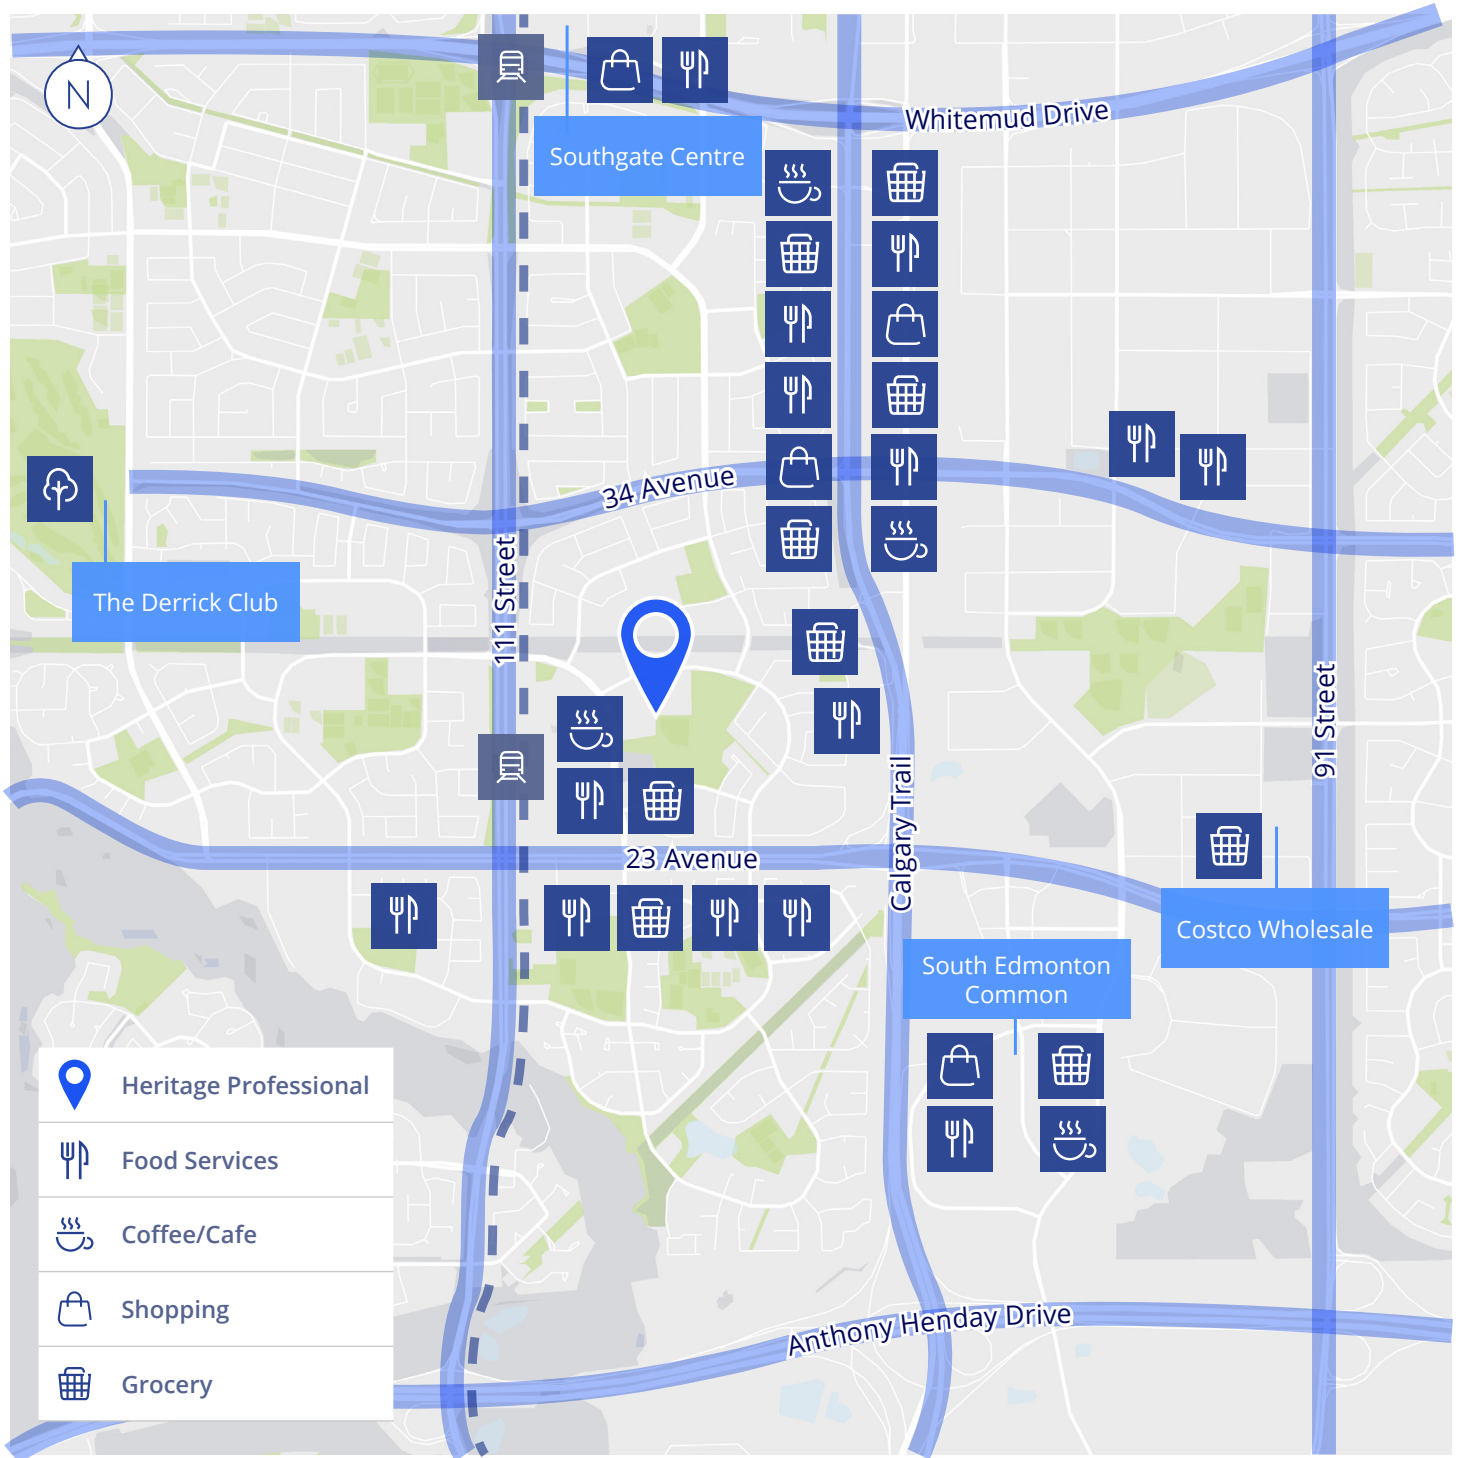 N
Whitemud Drive
Southgate Centre
34 Avenue
111 Street
The Derrick Club
91 Street
Calgary Trail
23 Avenue
Costco Wholesale
South Edmonton
Common
Heritage Professional
Food Services
Coffee/Cafe
Shopping
Grocery
Anthony Henday Drive